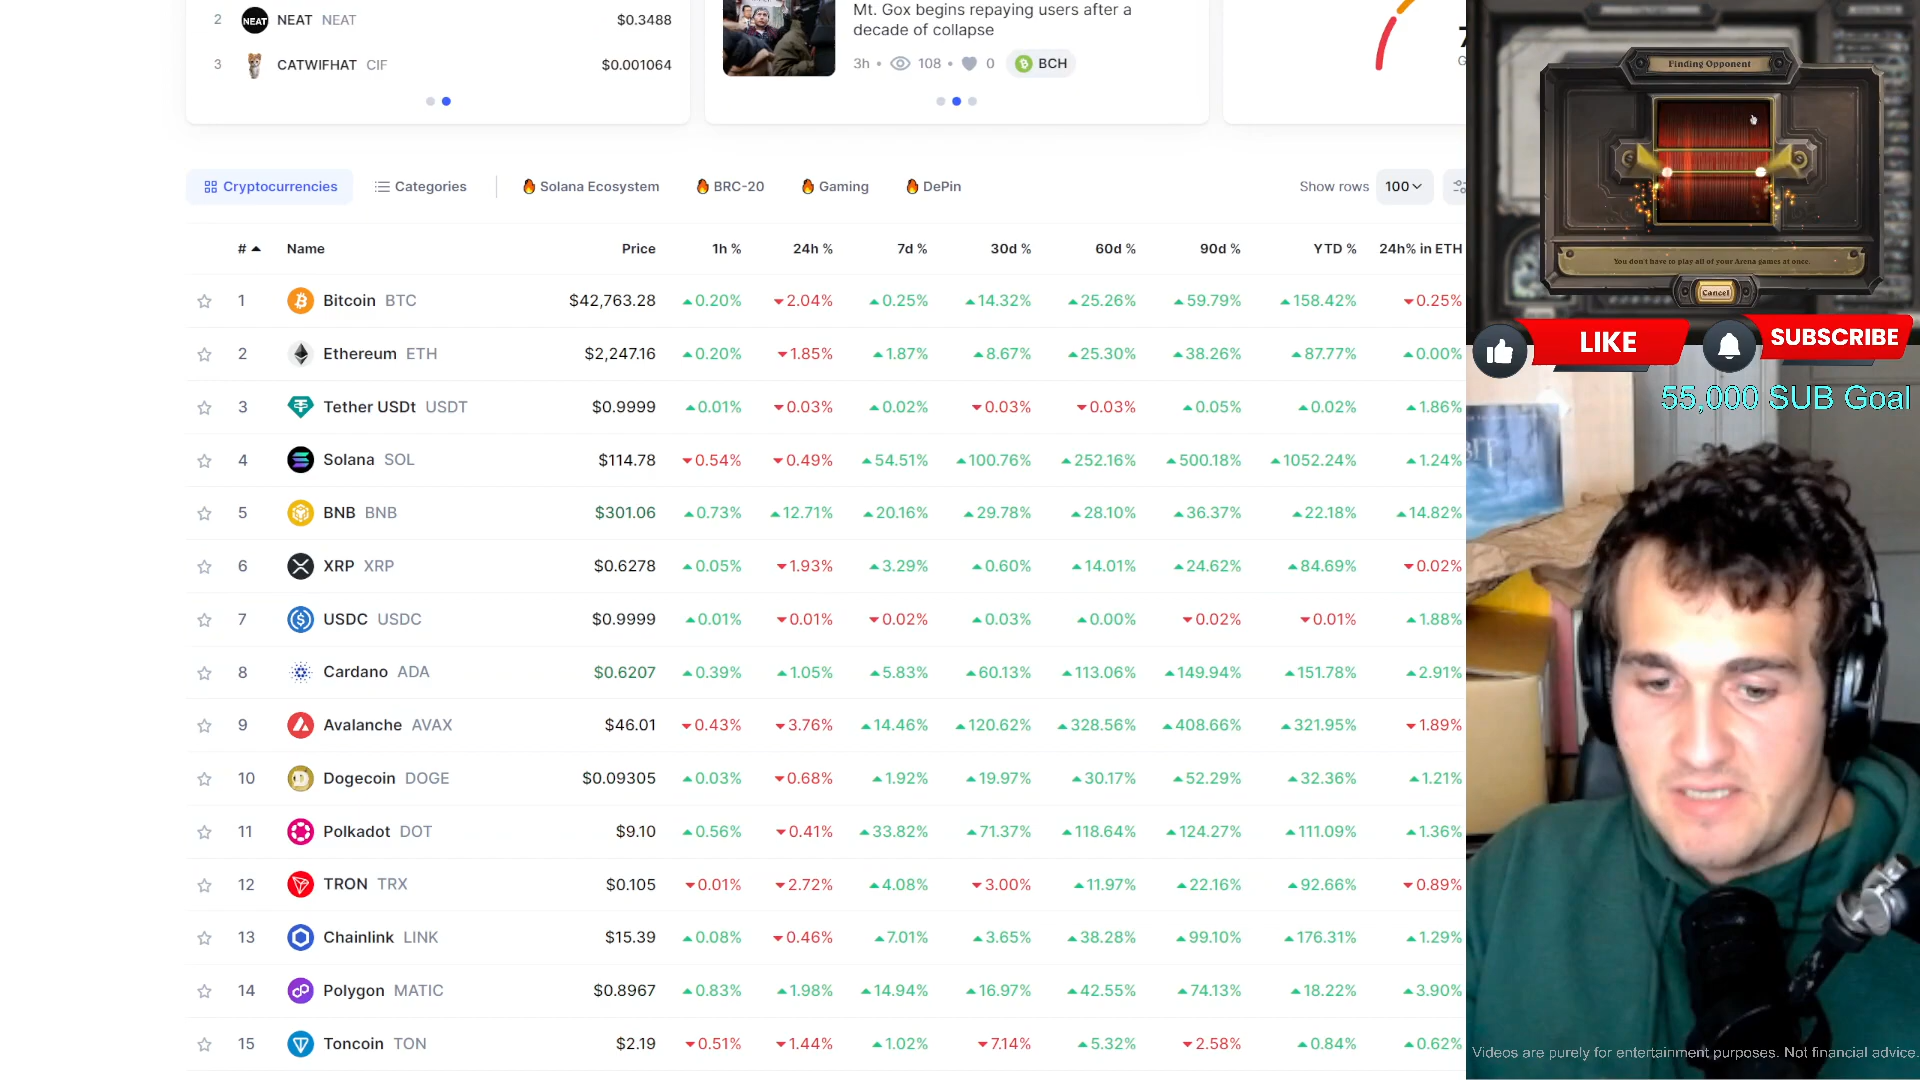 2 NEAT NEAT $0.3488
3 CATWIFHAT CIF $0.001064
Mt. Gox begins repaying users after a
decade of collapse
3h • 108 • 0 BCH
Cryptocurrencies Categories Solana Ecosystem BRC-20 Gaming DePin Show rows 100
# Name Price 1h % 24h % 7d % 30d % 60d % 90d % YTD % 24h% in ETH
1 Bitcoin BTC $42,763.28 0.20% 2.04% 0.25% 14.32% 25.26% 59.79% 158.42% 0.25%
2 Ethereum ETH $2,247.16 0.20% 1.85% 1.87% 8.67% 25.30% 38.26% 87.77% 0.00%
3 Tether USDt USDT $0.9999 0.01% 0.03% 0.02% 0.03% 0.03% 0.05% 0.02% 1.86%
4 Solana SOL $114.78 0.54% 0.49% 54.51% 100.76% 252.16% 500.18% 1052.24% 1.24%
5 BNB BNB $301.06 0.73% 12.71% 20.16% 29.78% 28.10% 36.37% 22.18% 14.82%
6 XRP XRP $0.6278 0.05% 1.93% 3.29% 0.60% 14.01% 24.62% 84.69% 0.02%
7 USDC USDC $0.9999 0.01% 0.01% 0.02% 0.03% 0.00% 0.02% 0.01% 1.88%
8 Cardano ADA $0.6207 0.39% 1.05% 5.83% 60.13% 113.06% 149.94% 151.78% 2.91%
9 Avalanche AVAX $46.01 0.43% 3.76% 14.46% 120.62% 328.56% 408.66% 321.95% 1.89%
10 Dogecoin DOGE $0.09305 0.03% 0.68% 1.92% 19.97% 30.17% 52.29% 32.36% 1.21%
11 Polkadot DOT $9.10 0.56% 0.41% 33.82% 71.37% 118.64% 124.27% 111.09% 1.36%
12 TRON TRX $0.105 0.01% 2.72% 4.08% 3.00% 11.97% 22.16% 92.66% 0.89%
13 Chainlink LINK $15.39 0.08% 0.46% 7.01% 3.65% 38.28% 99.10% 176.31% 1.29%
14 Polygon MATIC $0.8967 0.83% 1.98% 14.94% 16.97% 42.55% 74.13% 18.22% 3.90%
15 Toncoin TON $2.19 0.51% 1.44% 1.02% 7.14% 5.32% 2.58% 0.84% 0.62%
Finding Opponent
You don't have to play all of your Arena games at once.
Cancel
LIKE SUBSCRIBE
55,000 SUB Goal
Videos are purely for entertainment purposes. Not financial advice.